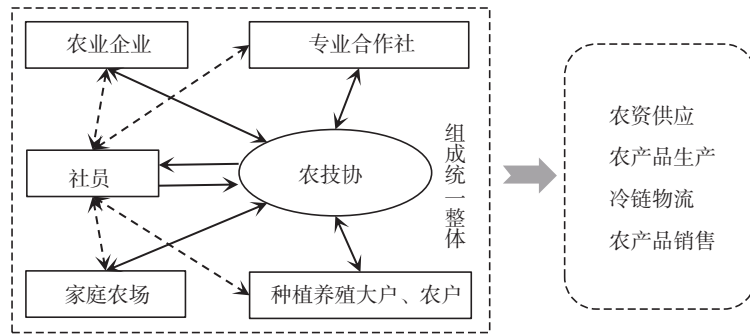 农业企业
专业合作社
社员
农技协
组成统一整体
家庭农场
种植养殖大户、农户
农资供应
农产品生产
冷链物流
农产品销售